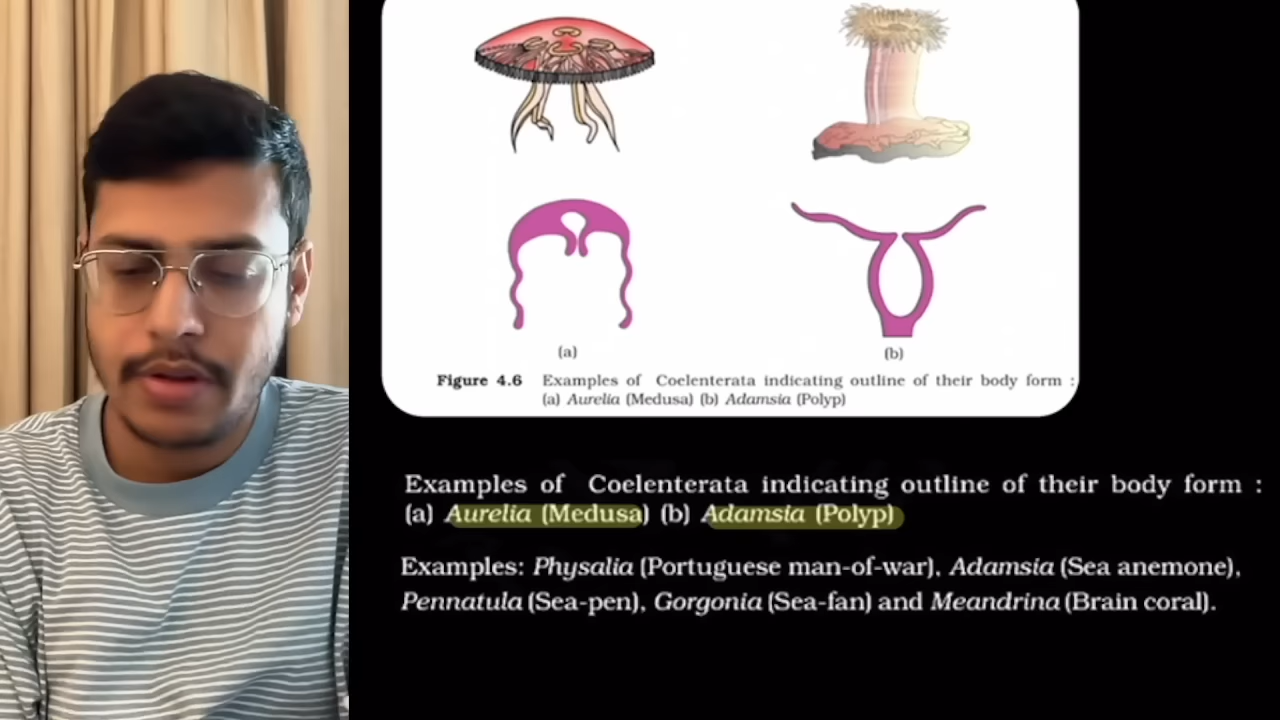 (a)
(b)
Figure 4.6 Examples of Coelenterata indicating outline of their body form :
(a) Aurelia (Medusa) (b) Adamsia (Polyp)
Examples of Coelenterata indicating outline of their body form :
(a) Aurelia (Medusa) (b) Adamsia (Polyp)
Examples: Physalia (Portuguese man-of-war), Adamsia (Sea anemone),
Pennatula (Sea-pen), Gorgonia (Sea-fan) and Meandrina (Brain coral).